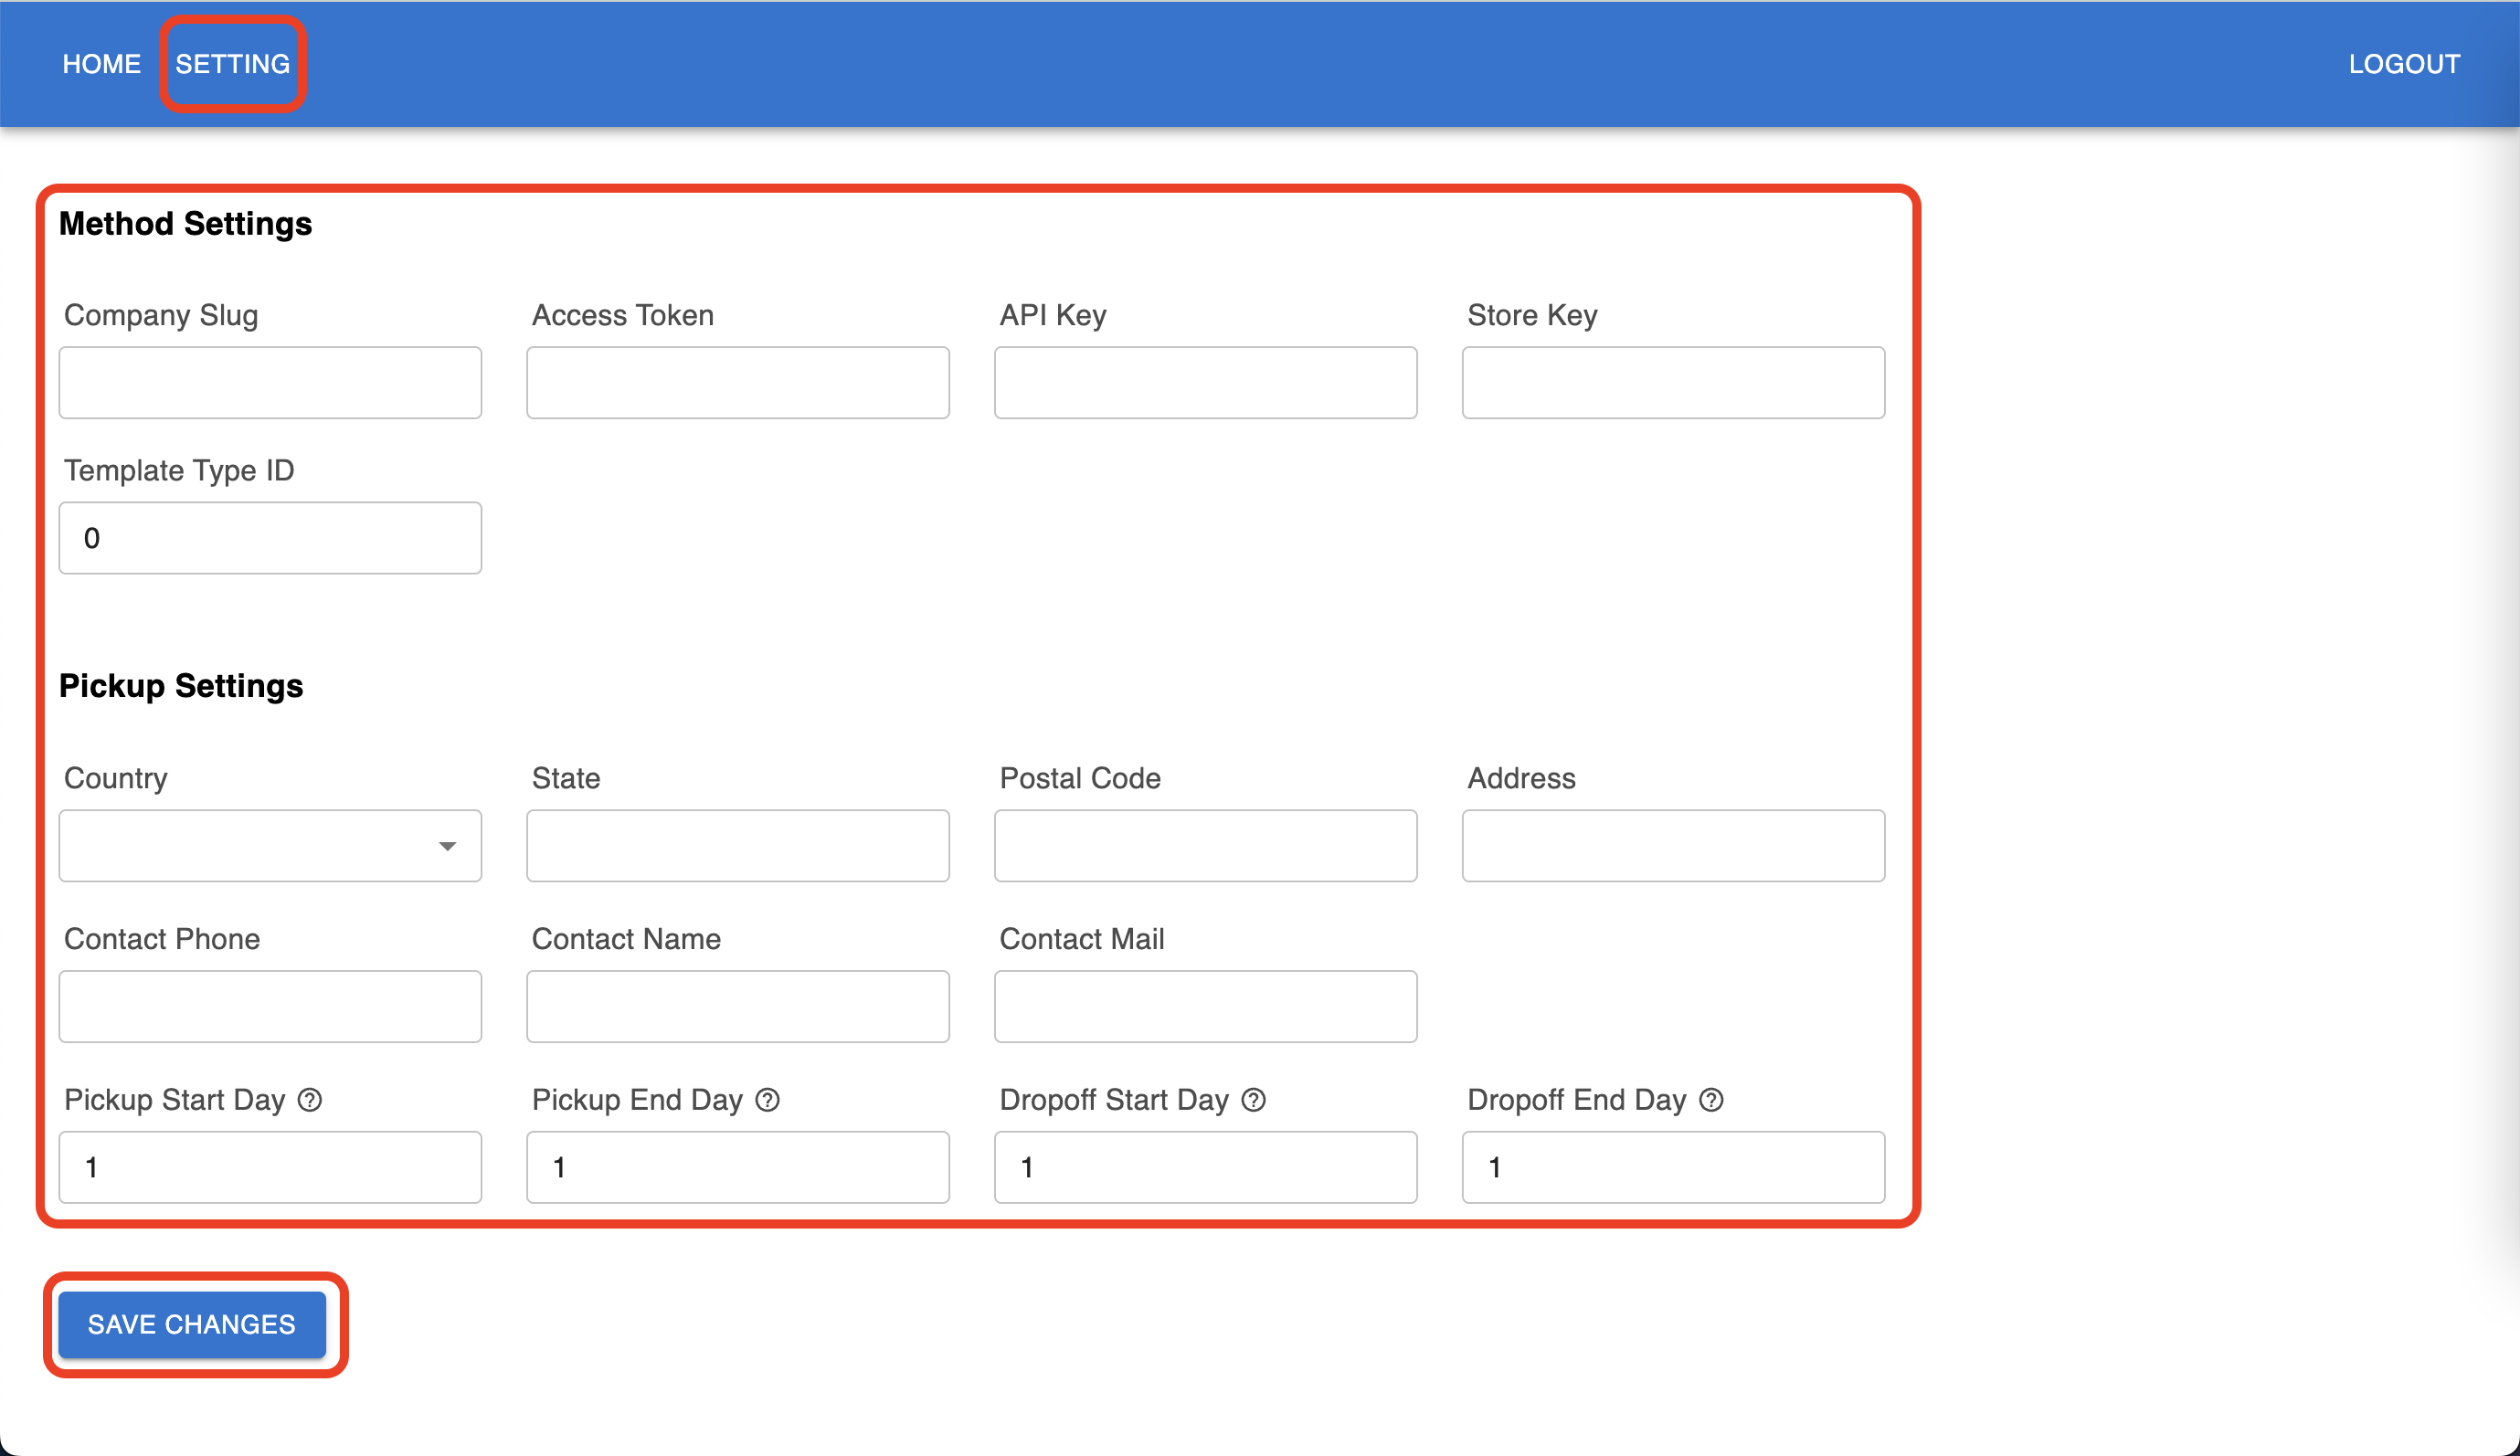 HOME SETTING LOGOUT
Method Settings
Company Slug Access Token API Key Store Key
Template Type ID
0
Pickup Settings
Country State Postal Code Address
Contact Phone Contact Name Contact Mail
Pickup Start Day ? Pickup End Day ? Dropoff Start Day ? Dropoff End Day ?
1 1 1 1
SAVE CHANGES